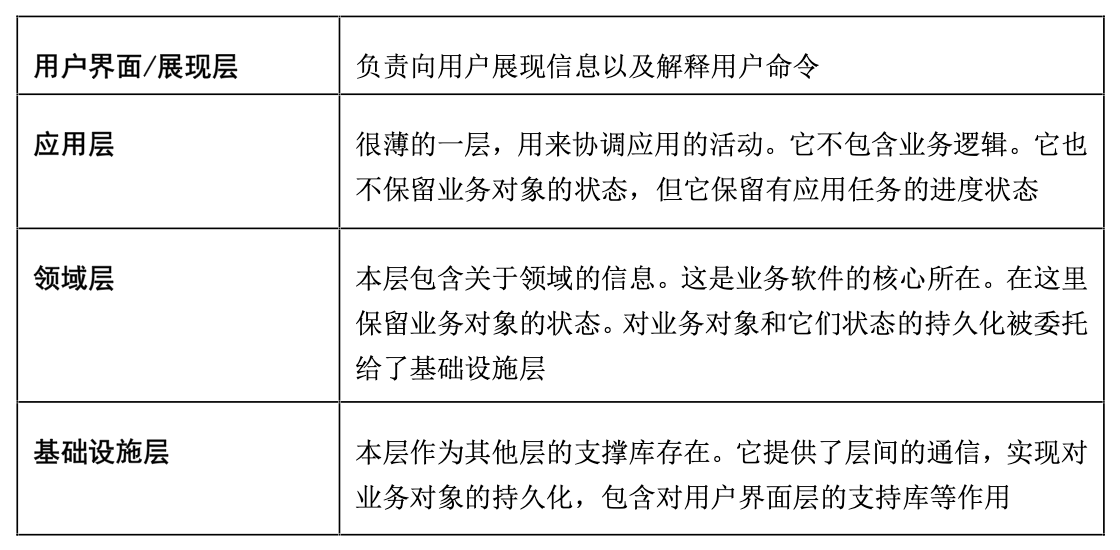 用户界面/展现层
负责向用户展现信息以及解释用户命令
应用层
很薄的一层，用来协调应用的活动。它不包含业务逻辑。它也
不保留业务对象的状态，但它保留有应用任务的进度状态
领域层
本层包含关于领域的信息。这是业务软件的核心所在。在这里
保留业务对象的状态。对业务对象和它们状态的持久化被委托
给了基础设施层
基础设施层
本层作为其他层的支撑库存在。它提供了层间的通信，实现对
业务对象的持久化，包含对用户界面层的支持库等作用